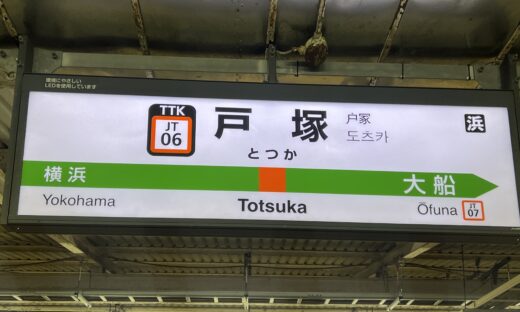 環境にやさしい
LEDを使用しています
TTK
JT
06
戸塚
户冢
도츠카
浜
とつか
横浜
大船
Yokohama
Totsuka
Ōfuna
JT
07